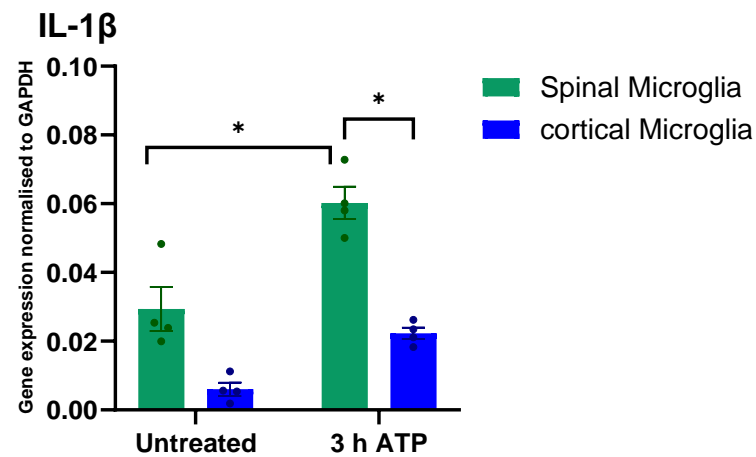 IL-1β
Gene expression normalised to GAPDH
0.10
0.08
0.06
0.04
0.02
0.00
*
*
Untreated
3 h ATP
Spinal Microglia
cortical Microglia